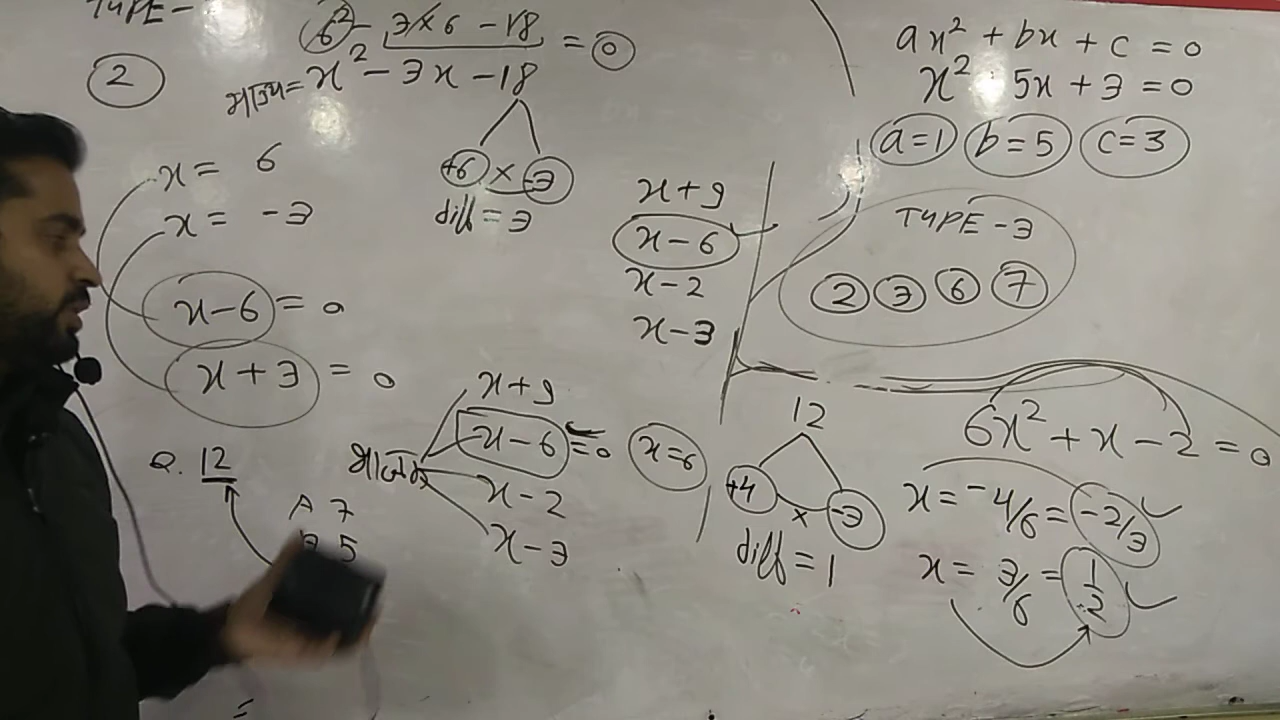 TYPE-
2
6² - 3×6 - 18 = 0
भाज्य = x² - 3x - 18
+6 × -3
diff = 3
x = 6
x = -3
x - 6 = 0
x + 3 = 0
x + 9
x - 6
x - 2
x - 3
Q. 12
A 7
B 5
x + 9
x - 6 = 0
x = 6
x - 2
x - 3
ax² + bx + c = 0
x² 5x + 3 = 0
a=1 b=5 c=3
TYPE-3
2 3 6 7
12
+4 × -3
diff = 1
6x² + x - 2 = 0
x = -4/6 = -2/3
x = 3/6 = 1/2
=